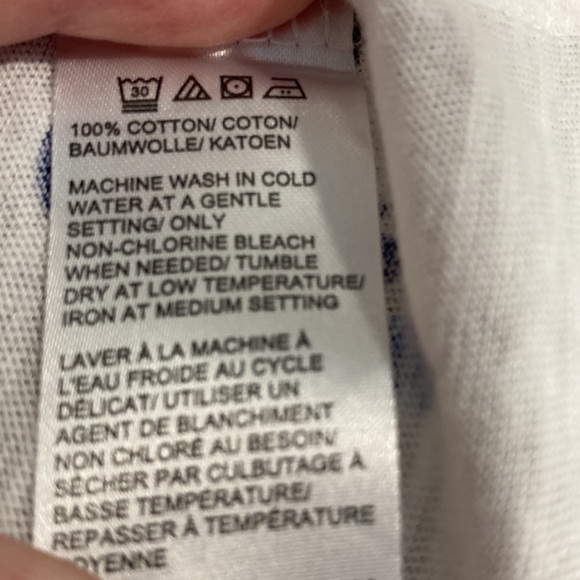 30
100% COTTON/ COTON/
BAUMWOLLE/ KATOEN
MACHINE WASH IN COLD
WATER AT A GENTLE
SETTING/ ONLY
NON-CHLORINE BLEACH
WHEN NEEDED/ TUMBLE
DRY AT LOW TEMPERATURE/
IRON AT MEDIUM SETTING
LAVER À LA MACHINE À
L'EAU FROIDE AU CYCLE
DÉLICAT/ UTILISER UN
AGENT DE BLANCHIMENT
NON CHLORÉ AU BESOIN/
SÉCHER PAR CULBUTAGE À
BASSE TEMPÉRATURE/
REPASSER À TEMPÉRATURE